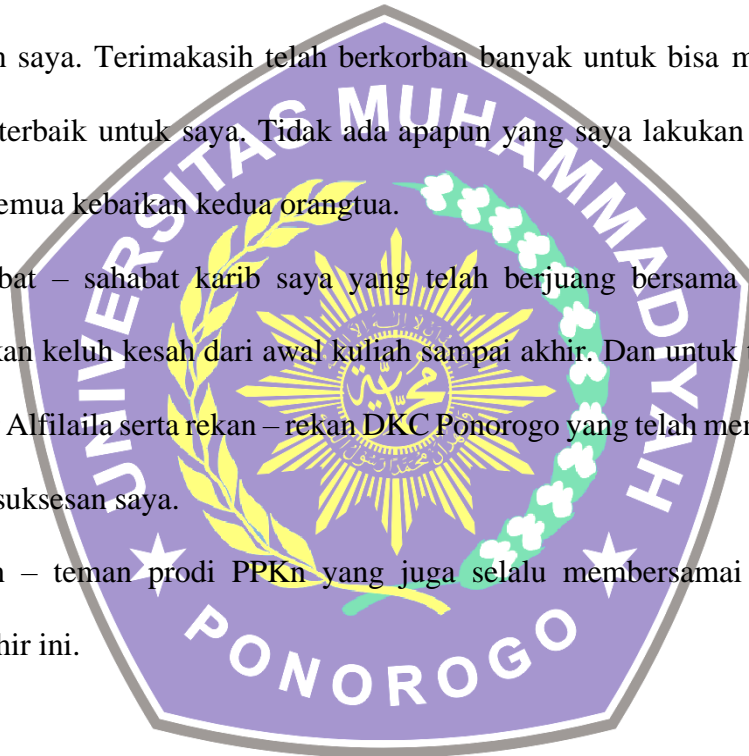 n saya. Terimakasih telah berkorban banyak untuk bisa m
terbaik untuk saya. Tidak ada apapun yang saya lakukan
emua kebaikan kedua orangtua.
bat – sahabat karib saya yang telah berjuang bersama
kan keluh kesah dari awal kuliah sampai akhir. Dan untuk
Alfilaila serta rekan – rekan DKC Ponorogo yang telah mer
suksesan saya.
n – teman prodi PPKn yang juga selalu membersamai
hir ini.
UNIVERSITAS MUHAMMADIYAH
PONOROGO
محمدية